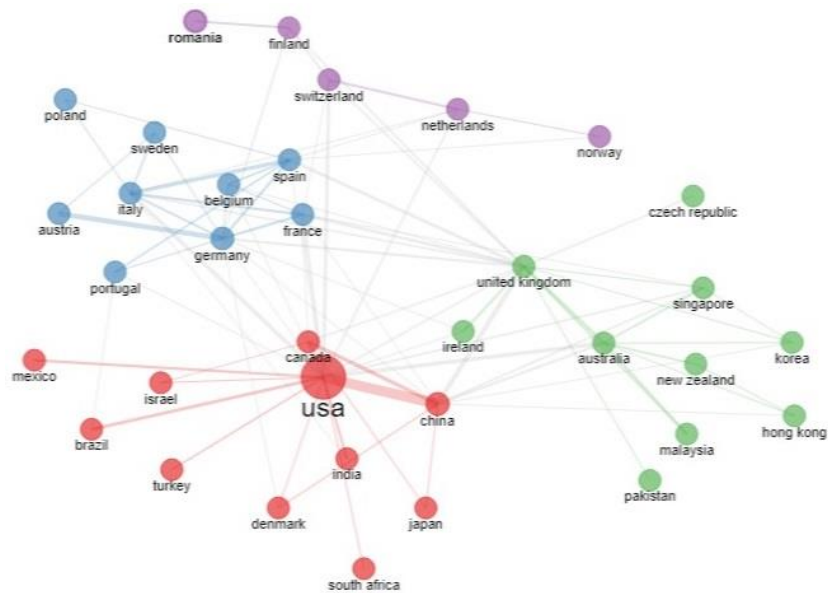 romania
finland
switzerland
netherlands
norway
poland
sweden
spain
belgium
italy
france
austria
germany
portugal
czech republic
united kingdom
singapore
ireland
australia
korea
new zealand
hong kong
malaysia
pakistan
canada
mexico
israel
usa
china
brazil
turkey
india
denmark
japan
south africa